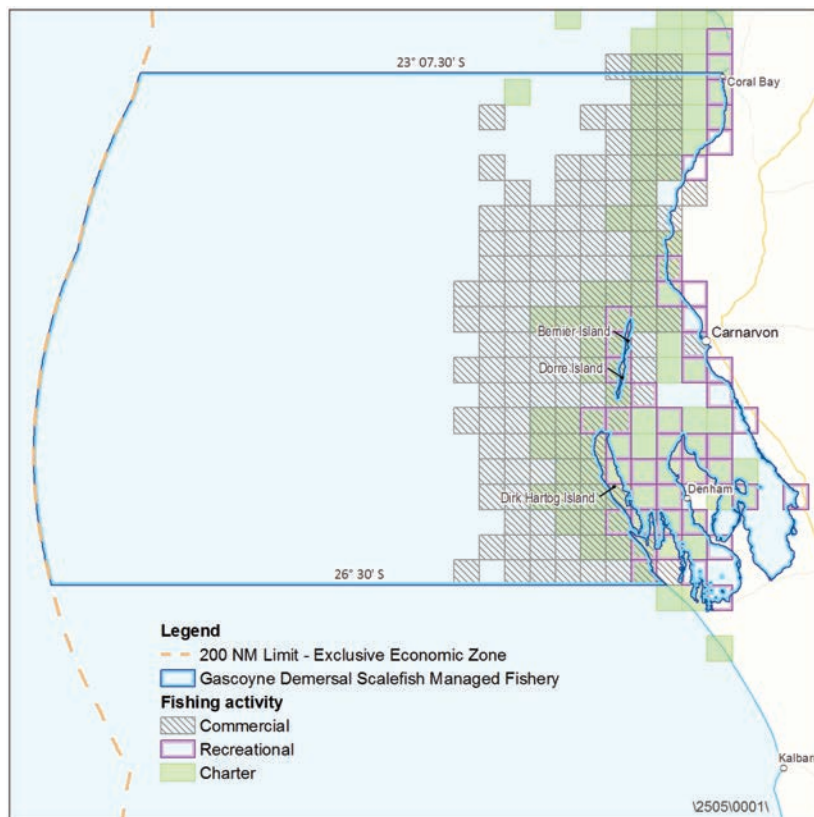 23° 07.30' S
Coral Bay
Bernier Island
Carnarvon
Dorre Island
Dirk Hartog Island
Denham
26° 30' S
Legend
200 NM Limit - Exclusive Economic Zone
Gascoyne Demersal Scalefish Managed Fishery
Fishing activity
Commercial
Recreational
Charter
Kalbarri
\2505\0001\